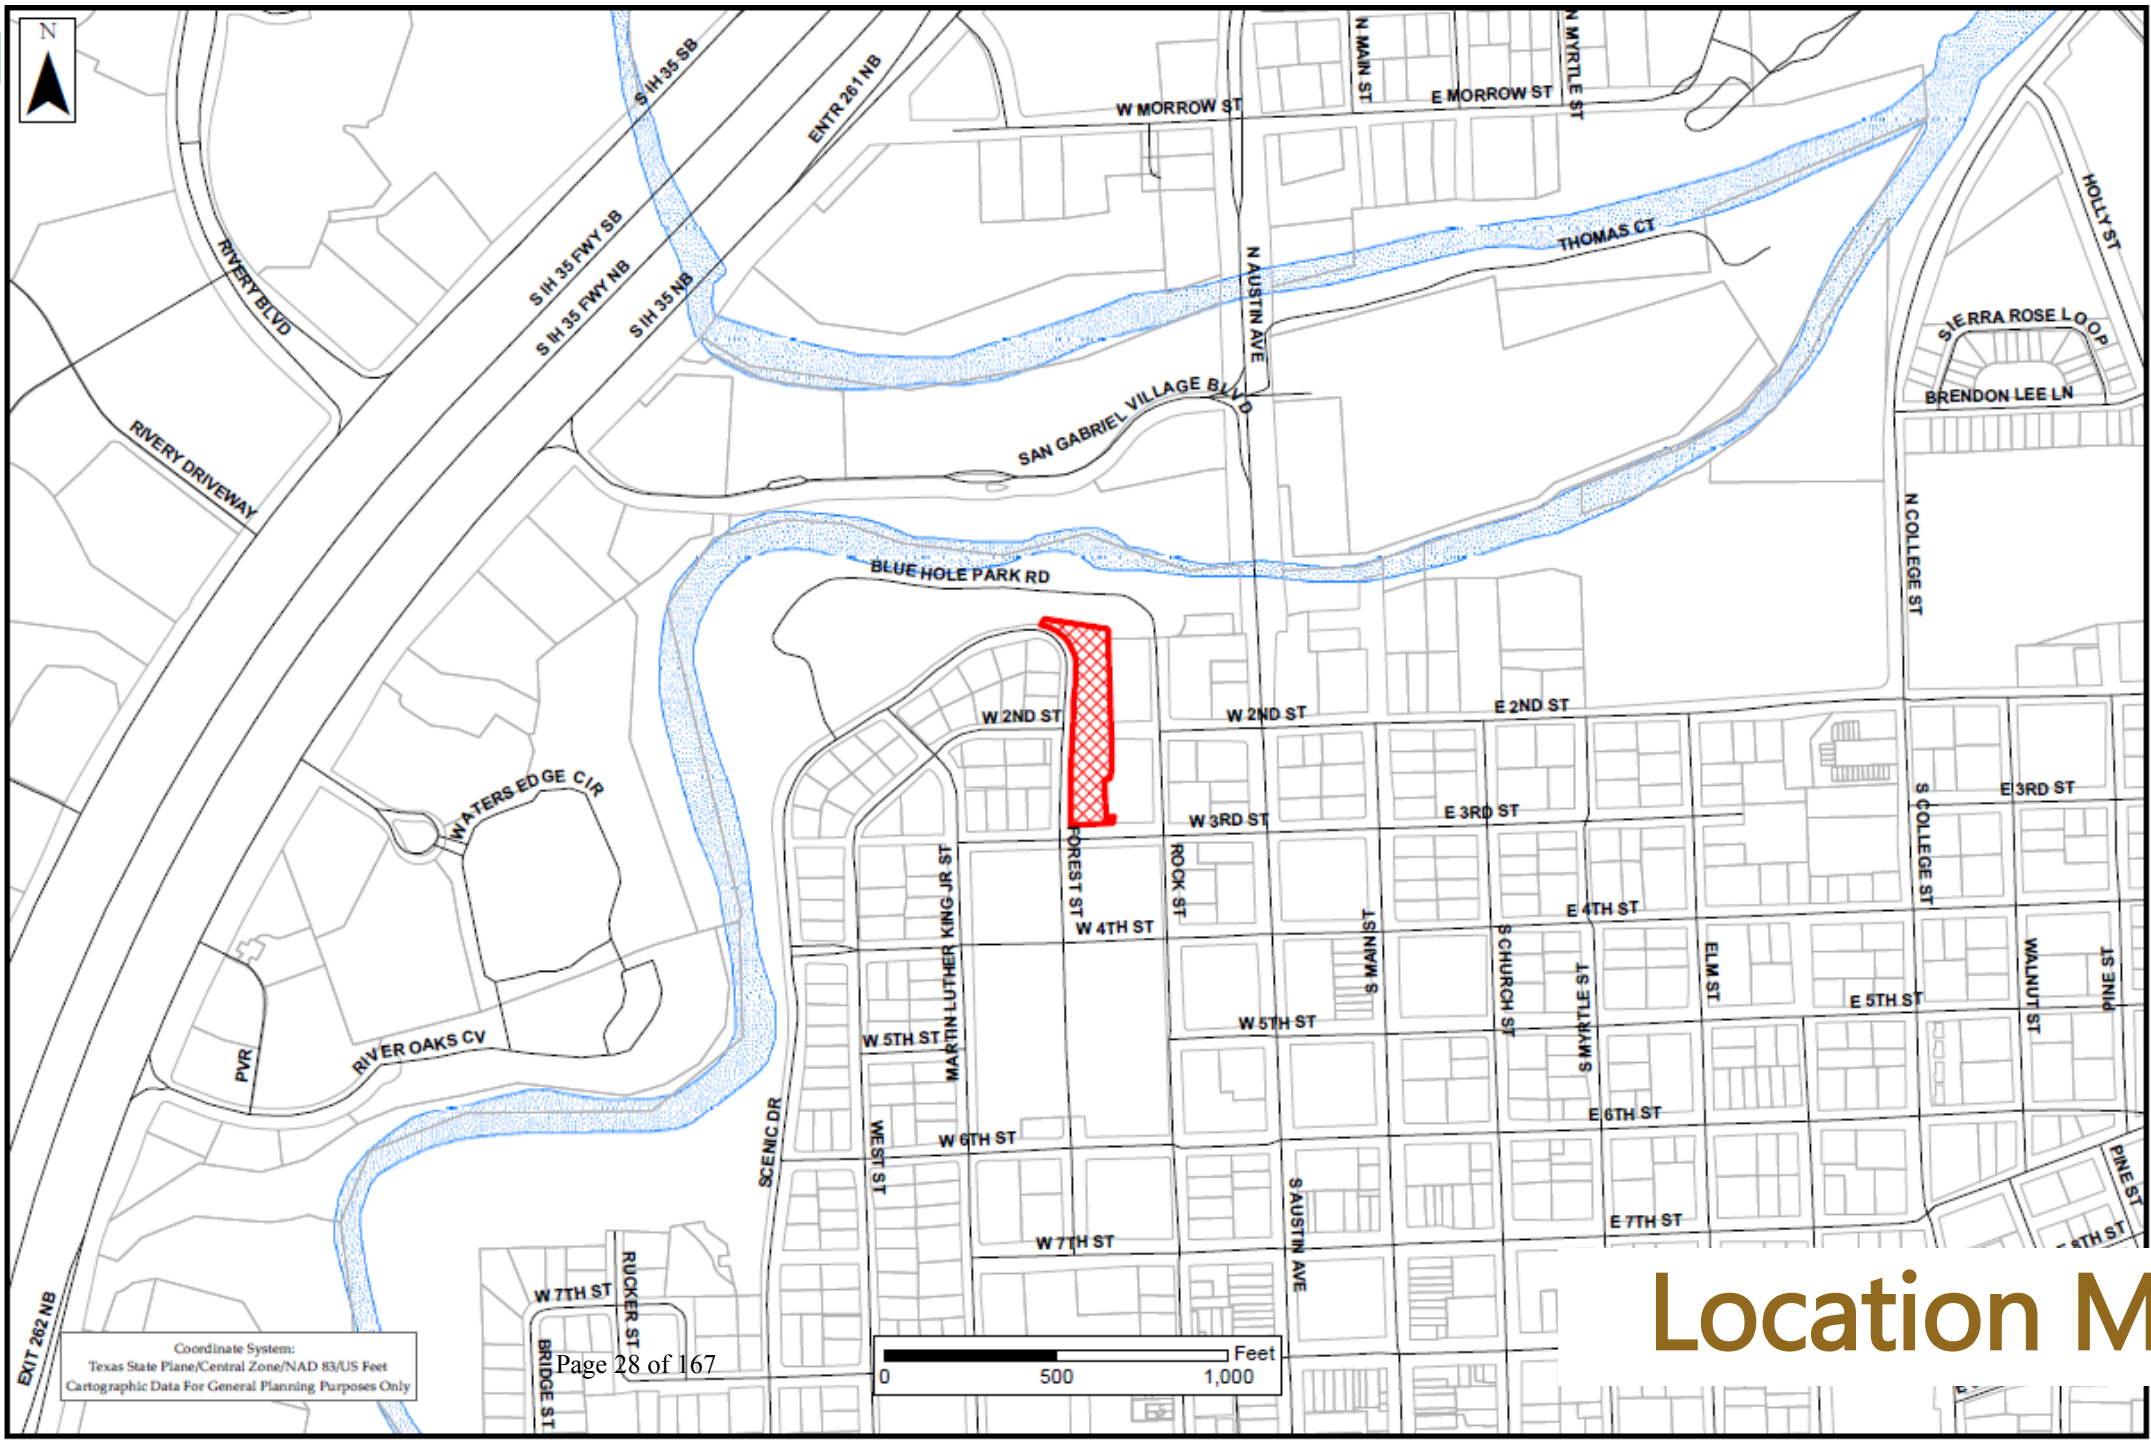 N
S IH 35 SB
ENTR 261 NB
N MAIN ST
N MYRTLE ST
W MORROW ST
E MORROW ST
HOLLY ST
RIVERY BLVD
S IH 35 FWY SB
S IH 35 FWY NB
S IH 35 NB
N AUSTIN AVE
THOMAS CT
SIERRA ROSE LOOP
BRENDON LEE LN
SAN GABRIEL VILLAGE BLVD
RIVERY DRIVEWAY
N COLLEGE ST
BLUE HOLE PARK RD
W 2ND ST
W 2ND ST
E 2ND ST
WATERS EDGE CIR
W 3RD ST
E 3RD ST
E 3RD ST
S COLLEGE ST
FOREST ST
ROCK ST
MARTIN LUTHER KING JR ST
W 4TH ST
E 4TH ST
S MAIN ST
S CHURCH ST
S MYRTLE ST
ELM ST
WALNUT ST
PINE ST
E 5TH ST
W 5TH ST
W 5TH ST
PVR
RIVER OAKS CV
SCENIC DR
WEST ST
W 6TH ST
E 6TH ST
PINE ST
S AUSTIN AVE
W 7TH ST
E 7TH ST
E 8TH ST
RUCKER ST
W 7TH ST
BRIDGE ST
EXIT 262 NB
Location M
Coordinate System:
Texas State Plane/Central Zone/NAD 83/US Feet
Cartographic Data For General Planning Purposes Only
Page 28 of 167
Feet
0 500 1,000